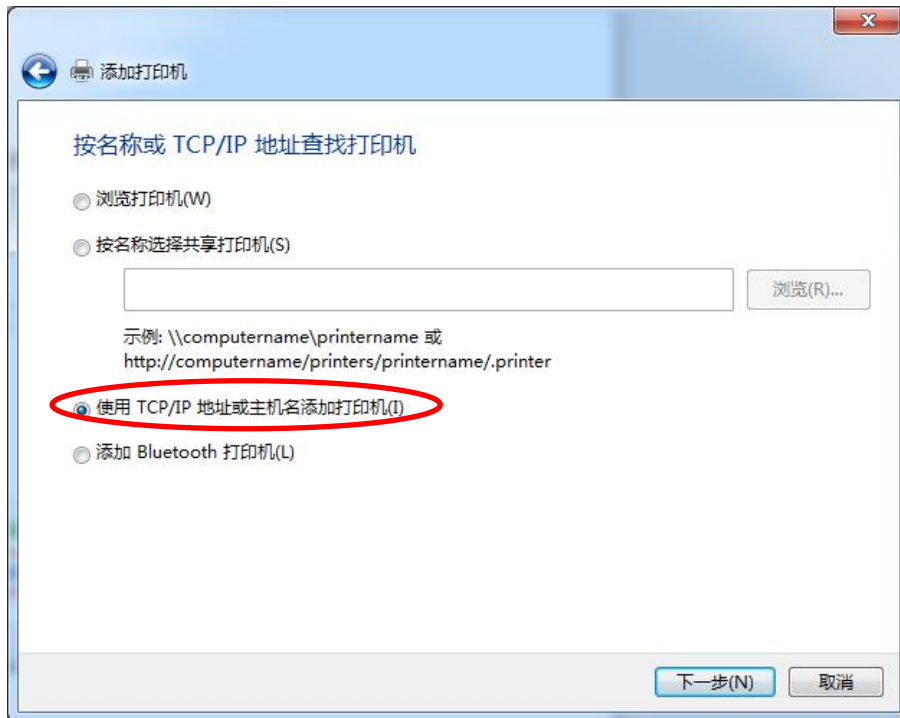 添加打印机
按名称或 TCP/IP 地址查找打印机
浏览打印机(W)
按名称选择共享打印机(S)
浏览(R)...
示例: \\computername\printername 或
http://computername/printers/printername/.printer
使用 TCP/IP 地址或主机名添加打印机(I)
添加 Bluetooth 打印机(L)
下一步(N)
取消